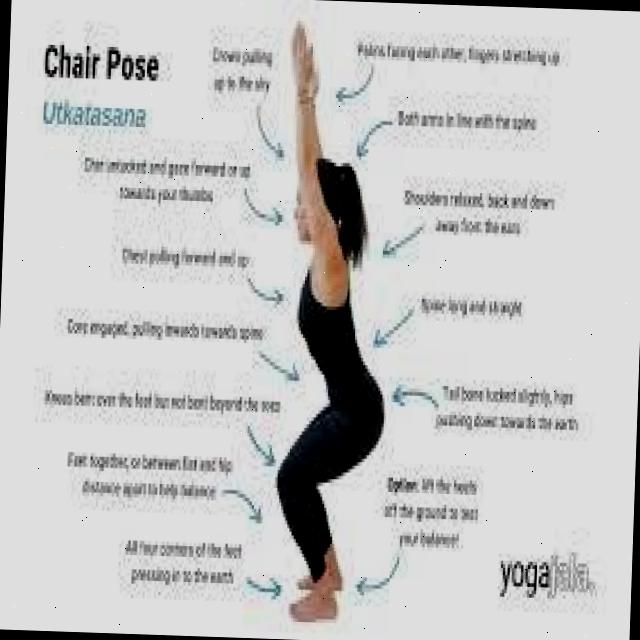 Chair Pose
Utkatasana
Crown pulling
up to the sky
Palms facing each other, fingers stretching up
Both arms in line with the spine
Chin untucked and gaze forward or up
towards your thumbs
Shoulders relaxed, back and down
away from the ears
Chest pulling forward and up
Spine long and straight
Core engaged, pulling inwards towards spine
Tail bone tucked slightly, hips
pushing down towards the earth
Knees bent over the feet but not bent beyond the toes
Feet together, or between fist and hip
distance apart to help balance
Option: lift the heels
off the ground to test
your balance!
All four corners of the feet
pressing in to the earth
yogajala.